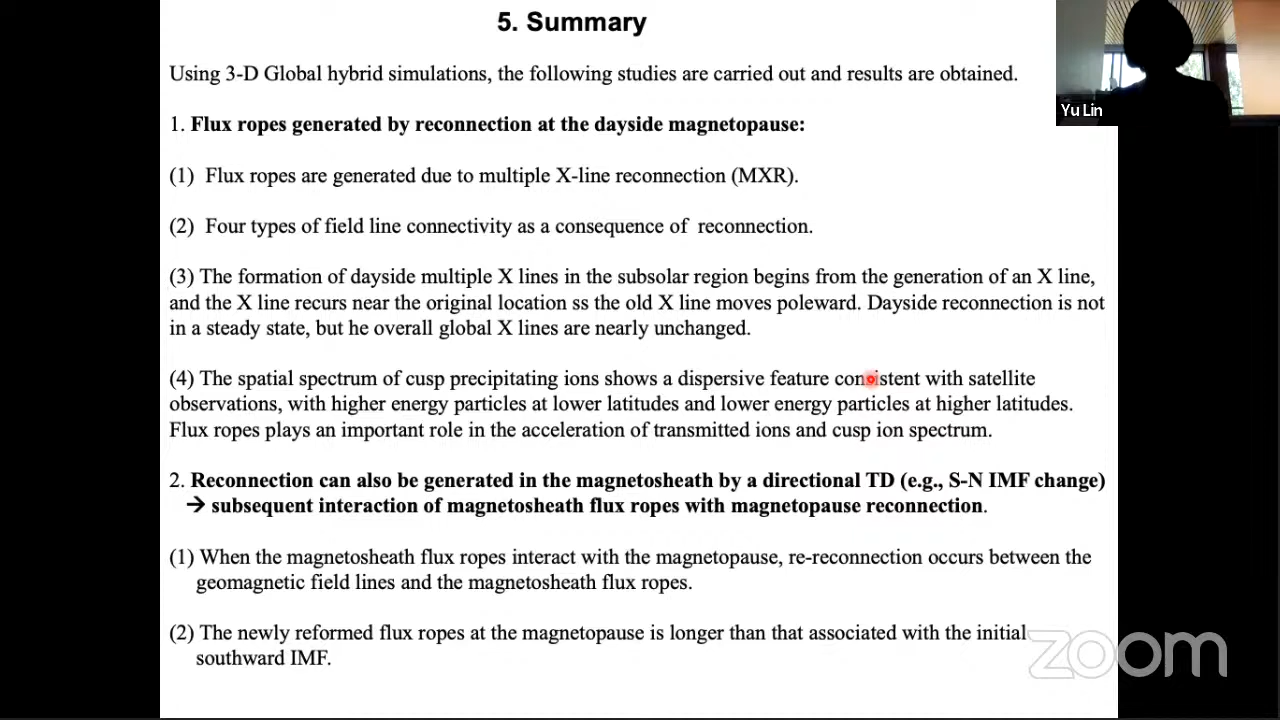 5. Summary
Yu Lin
Using 3-D Global hybrid simulations, the following studies are carried out and results are obtained.
1. Flux ropes generated by reconnection at the dayside magnetopause:
(1) Flux ropes are generated due to multiple X-line reconnection (MXR).
(2) Four types of field line connectivity as a consequence of reconnection.
(3) The formation of dayside multiple X lines in the subsolar region begins from the generation of an X line,
and the X line recurs near the original location ss the old X line moves poleward. Dayside reconnection is not
in a steady state, but he overall global X lines are nearly unchanged.
(4) The spatial spectrum of cusp precipitating ions shows a dispersive feature consistent with satellite
observations, with higher energy particles at lower latitudes and lower energy particles at higher latitudes.
Flux ropes plays an important role in the acceleration of transmitted ions and cusp ion spectrum.
2. Reconnection can also be generated in the magnetosheath by a directional TD (e.g., S-N IMF change)
→ subsequent interaction of magnetosheath flux ropes with magnetopause reconnection.
(1) When the magnetosheath flux ropes interact with the magnetopause, re-reconnection occurs between the
geomagnetic field lines and the magnetosheath flux ropes.
(2) The newly reformed flux ropes at the magnetopause is longer than that associated with the initial
southward IMF.
zoom